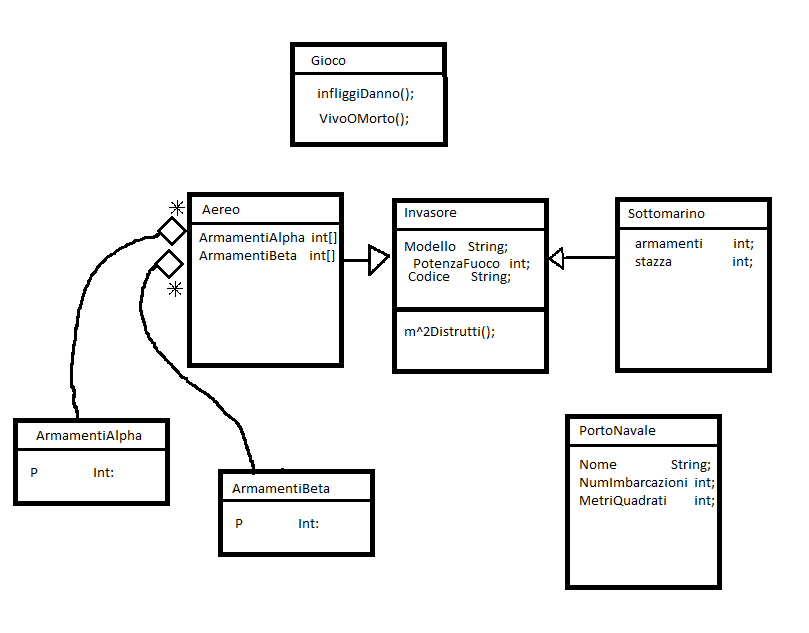 Gioco
infliggiDanno();
VivoOMorto();
Aereo
ArmamentiAlpha int[]
ArmamentiBeta int[]
Invasore
Modello String;
PotenzaFuoco int;
Codice String;
m^2Distrutti();
Sottomarino
armamenti int;
stazza int;
ArmamentiAlpha
P Int:
ArmamentiBeta
P Int:
PortoNavale
Nome String;
NumImbarcazioni int;
MetriQuadrati int;